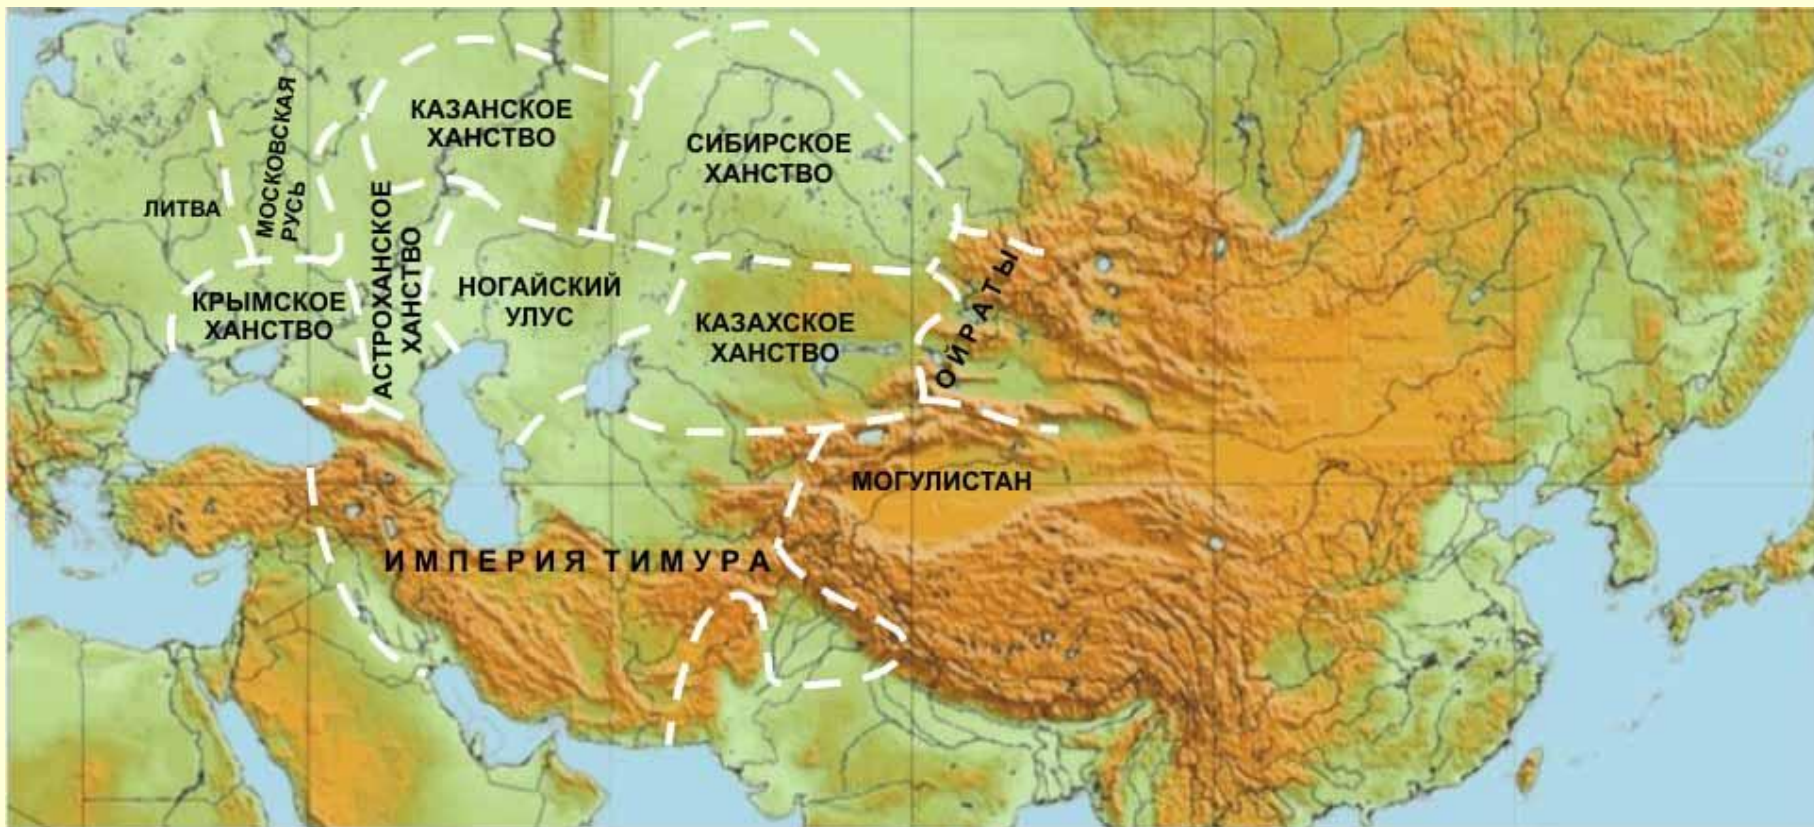 КАЗАНСКОЕ
ХАНСТВО
МОСКОВСКАЯ
РУСЬ
СИБИРСКОЕ
ХАНСТВО
ЛИТВА
АСТРОХАНСКОЕ
ХАНСТВО
КРЫМСКОЕ
ХАНСТВО
НОГАЙСКИЙ
УЛУС
КАЗАХСКОЕ
ХАНСТВО
ОЙРАТЫ
МОГУЛИСТАН
ИМПЕРИЯ ТИМУРА